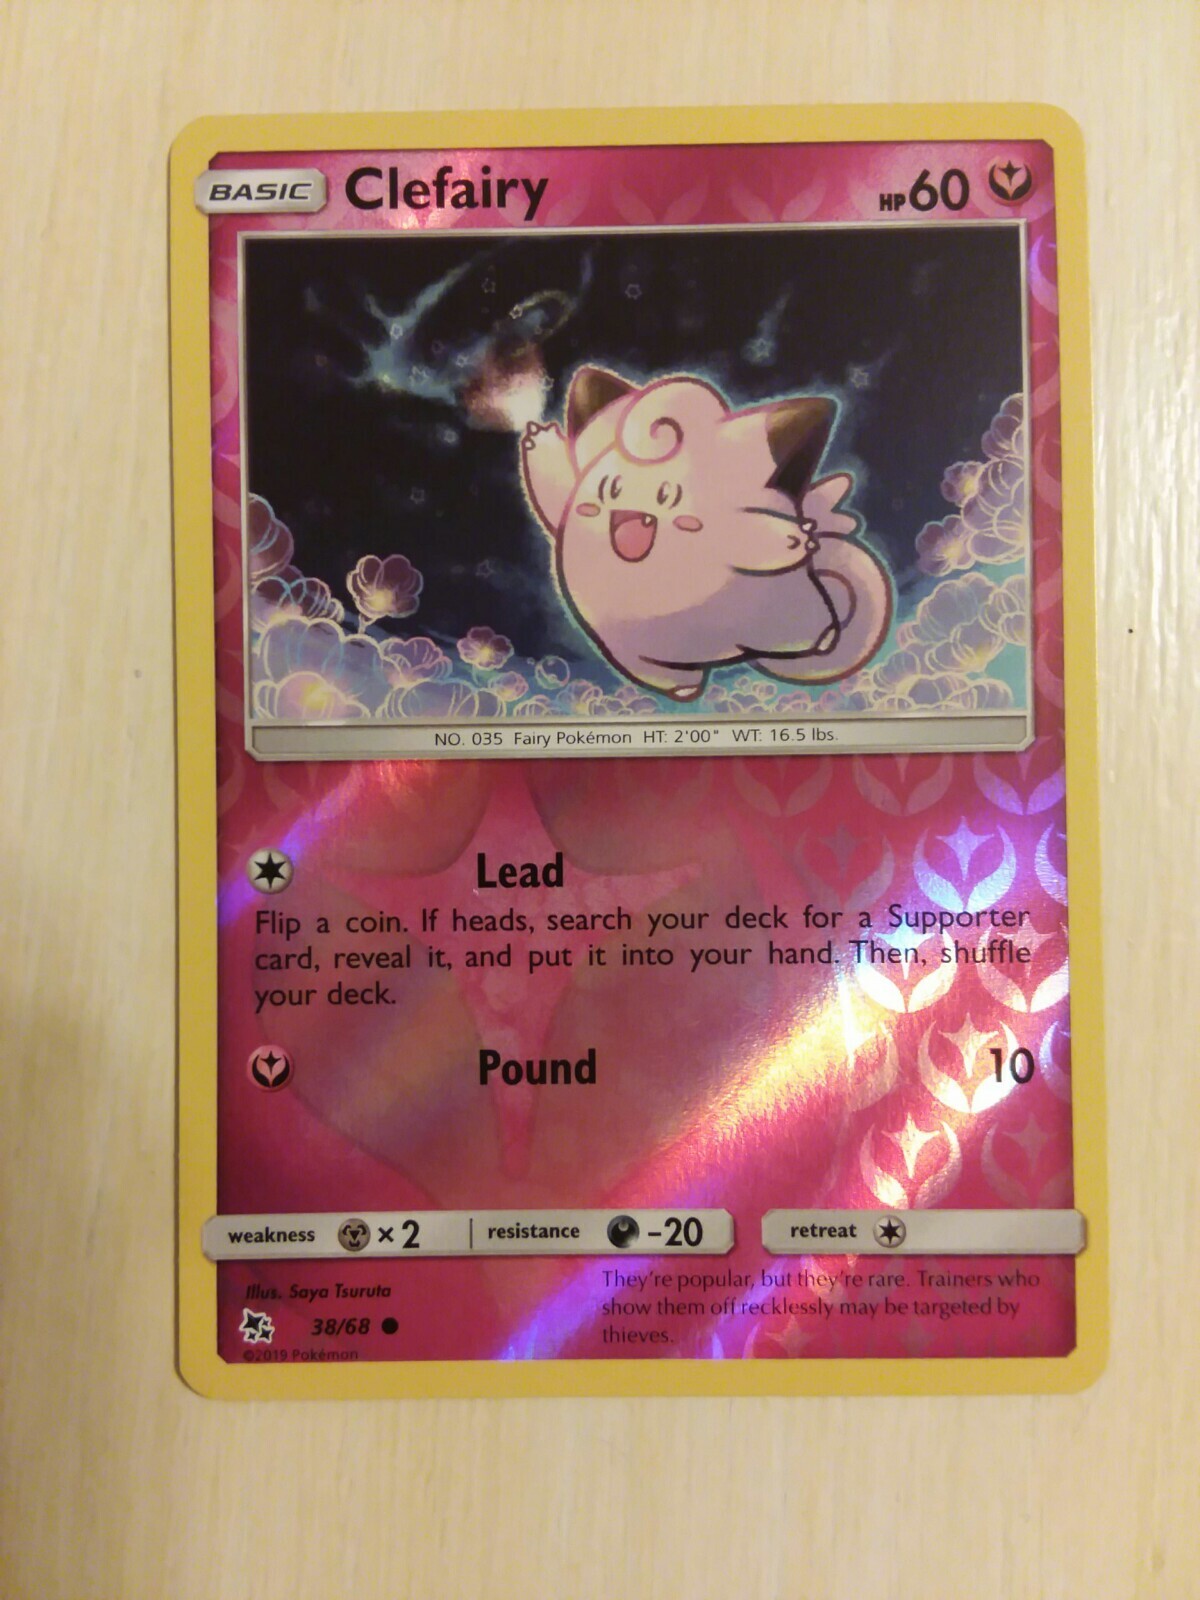 BASIC Clefairy HP60
NO. 035 Fairy Pokémon HT: 2'00" WT: 16.5 lbs.
Lead
Flip a coin. If heads, search your deck for a Supporter
card, reveal it, and put it into your hand. Then, shuffle
your deck.
Pound 10
weakness ×2 resistance -20 retreat
Illus. Saya Tsuruta
38/68
©2019 Pokémon
They're popular, but they're rare. Trainers who
show them off recklessly may be targeted by
thieves.